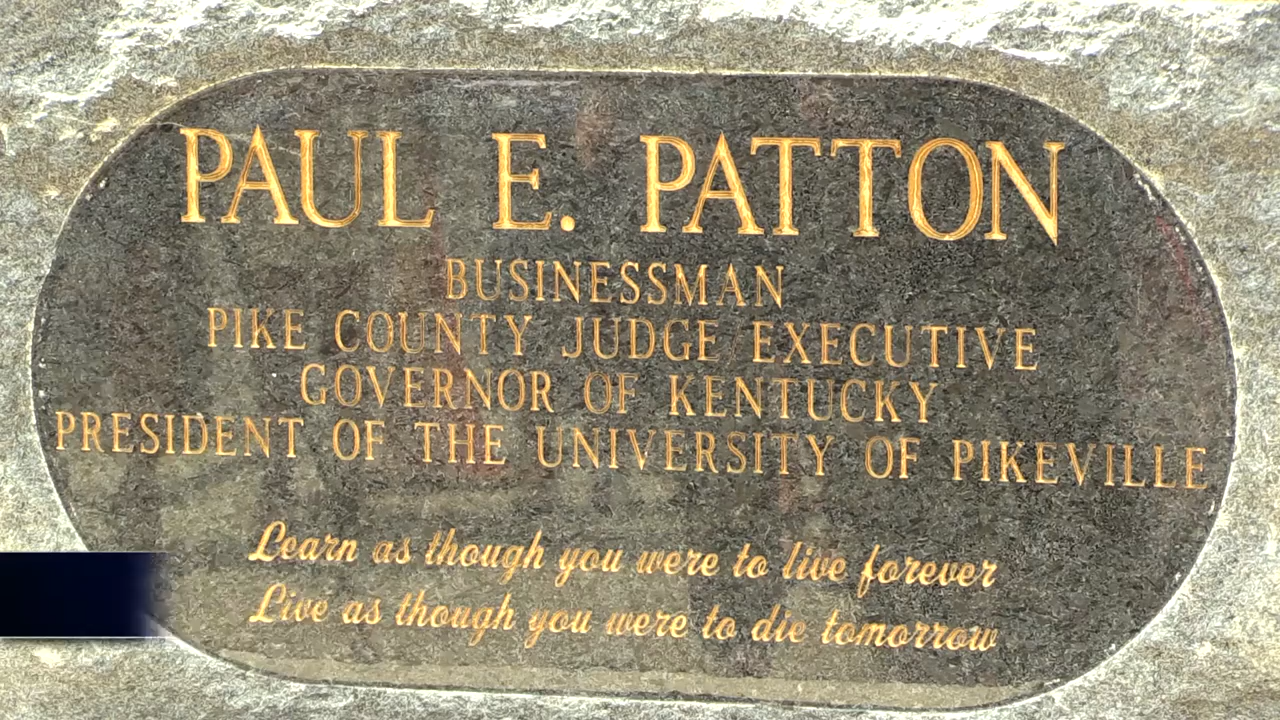 PAUL E. PATTON
BUSINESSMAN
PIKE COUNTY JUDGE/EXECUTIVE
GOVERNOR OF KENTUCKY
PRESIDENT OF THE UNIVERSITY OF PIKEVILLE
Learn as though you were to live forever
Live as though you were to die tomorrow